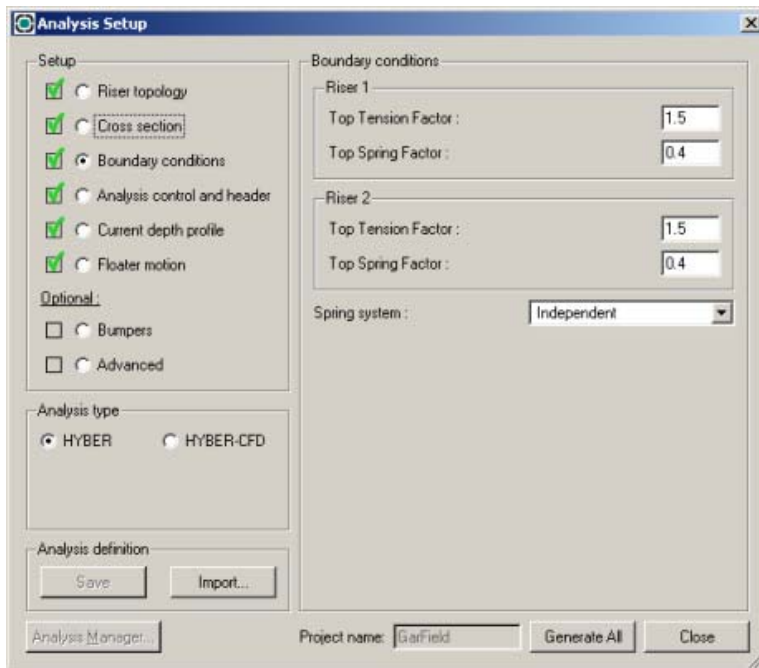 Analysis Setup
Setup
Riser topology
Cross section
Boundary conditions
Analysis control and header
Current depth profile
Floater motion
Optional :
Bumpers
Advanced
Analysis type
HYBER
HYBER-CFD
Analysis definition
Save
Import...
Analysis Manager...
Boundary conditions
Riser 1
Top Tension Factor : 1.5
Top Spring Factor : 0.4
Riser 2
Top Tension Factor : 1.5
Top Spring Factor : 0.4
Spring system : Independent
Project name: GarField
Generate All
Close